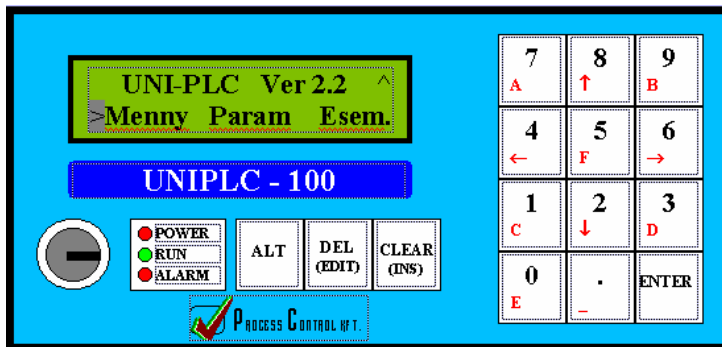 UNI-PLC Ver 2.2 ^
>Menny Param Esem.
UNIPLC - 100
POWER
RUN
ALARM
ALT
DEL
(EDIT)
CLEAR
(INS)
PROCESS CONTROL KFT.
7 8 9
A ↑ B
4 5 6
← F →
1 2 3
C ↓ D
0 . ENTER
E _